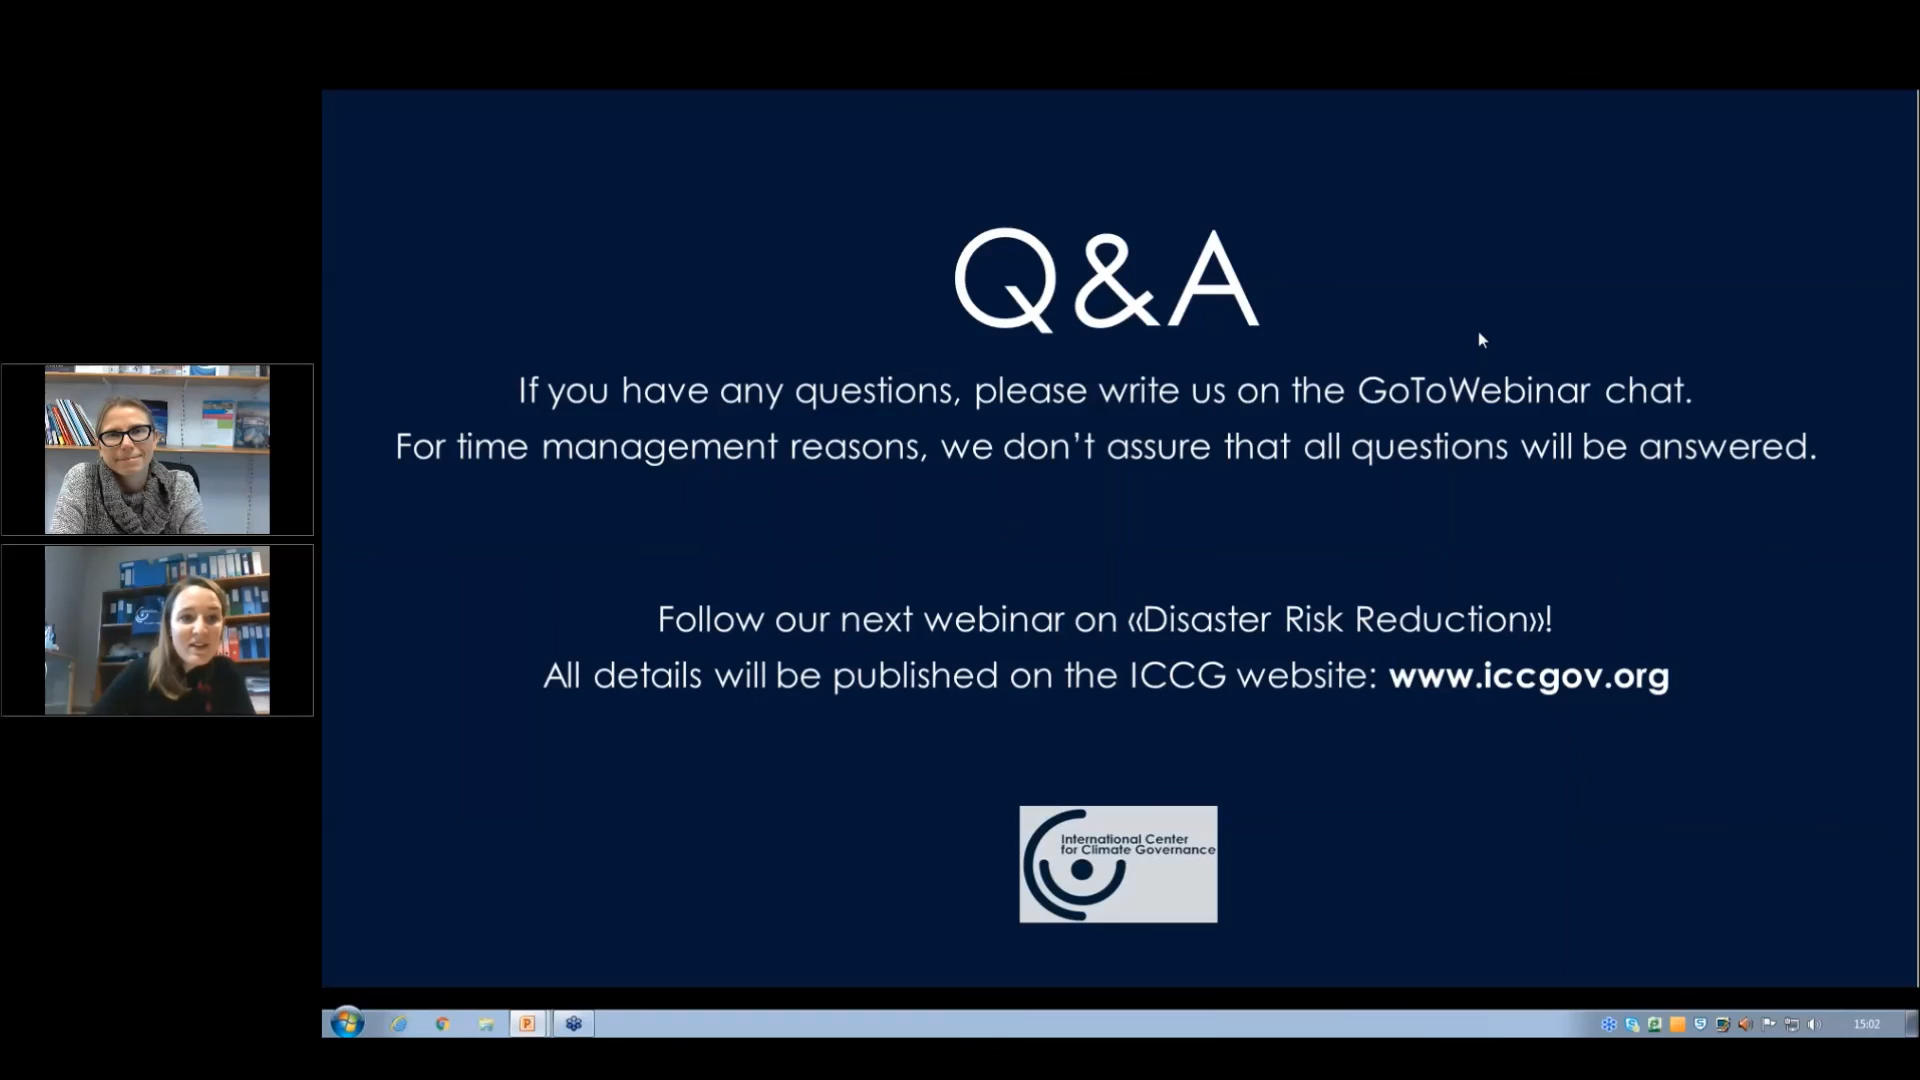 Q&A
If you have any questions, please write us on the GoToWebinar chat.
For time management reasons, we don't assure that all questions will be answered.
Follow our next webinar on «Disaster Risk Reduction»!
All details will be published on the ICCG website: www.iccgov.org
International Center
for Climate Governance
15:02